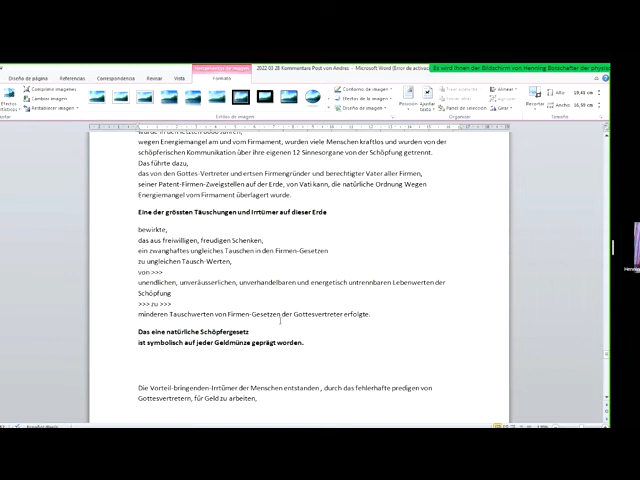 Herramientas de imagen
2022 03 28 Kommentare Post von Andres - Microsoft Word (Error de activac
Es wird Ihnen der Bildschirm von Henning Botschafter der physis
Diseño de página Referencias Correspondencia Revisar Vista Formato
Efectos artísticos
Comprimir imágenes
Cambiar imagen
Restablecer imagen
Contorno de imagen
Efectos de la imagen
Diseño de imagen
Posición
Ajustar texto
Traer adelante
Enviar atrás
Panel de selección
Alinear
Agrupar
Girar
Recortar
Alto:
Ancho:
Estilos de imagen
Organizar
Tamaño
wegen Energiemangel am und vom Firmament, wurden viele Menschen kraftlos und wurden von der
schöpferischen Kommunikation über ihre eigenen 12 Sinnesorgane von der Schöpfung getrennt.
Das führte dazu,
das von den Gottes-Vertreter und ertsen Firmengründer und berechtigter Vater aller Firmen,
seiner Patent-Firmen-Zweigstellen auf der Erde, von Vati kann, die natürliche Ordnung Wegen
Energiemangel vom Firmament überlagert wurde.
Eine der grössten Täuschungen und Irrtümer auf dieser Erde
bewirkte,
das aus freiwilligen, freudigen Schenken,
ein zwanghaftes ungleiches Tauschen in den Firmen-Gesetzen
zu ungleichen Tausch-Werten,
von >>>
unendlichen, unveräusserlichen, unverhandelbaren und energetisch untrennbaren Lebenwerten der
Schöpfung
>>> zu >>>
minderen Tauschwerten von Firmen-Gesetzen der Gottesvertreter erfolgte.
Das eine natürliche Schöpfergesetz
ist symbolisch auf jeder Geldmünze geprägt worden.
Die Vorteil-bringenden-Irrtümer der Menschen entstanden , durch das fehlerhafte predigen von
Gottesvertretern, für Geld zu arbeiten,